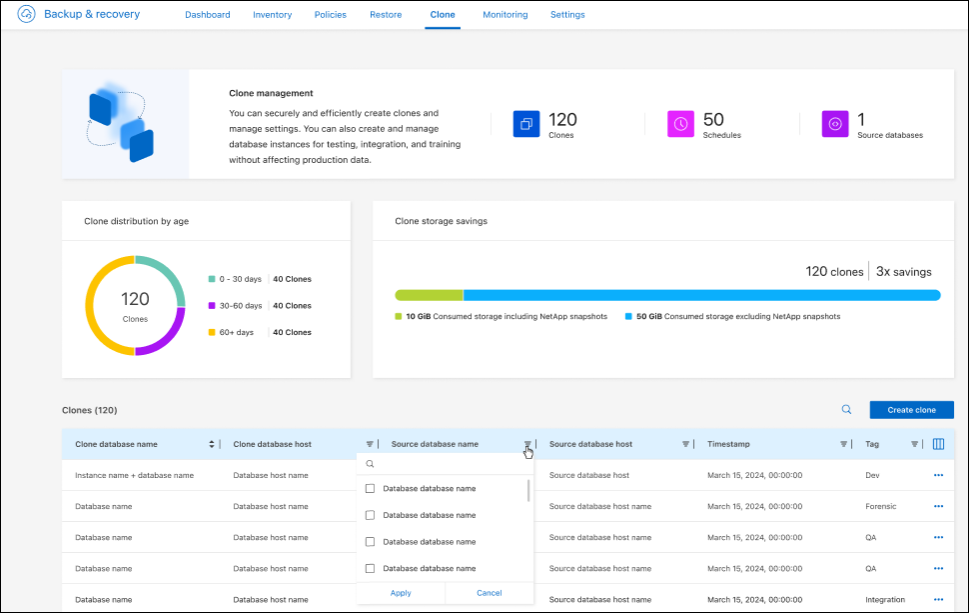 Backup & recovery
Dashboard Inventory Policies Restore Clone Monitoring Settings
Clone management
You can securely and efficiently create clones and
manage settings. You can also create and manage
database instances for testing, integration, and training
without affecting production data.
120
Clones
50
Schedules
1
Source databases
Clone distribution by age
120
Clones
0 - 30 days 40 Clones
30-60 days 40 Clones
60+ days 40 Clones
Clone storage savings
120 clones 3x savings
10 GiB Consumed storage including NetApp snapshots 50 GiB Consumed storage excluding NetApp snapshots
Clones (120)
Create clone
Clone database name Clone database host Source database name Source database host Timestamp Tag
Instance name + database name Database host name Source database host March 15, 2024, 00:00:00 Dev
Database name Database host name Source database host name March 15, 2024, 00:00:00 Forensic
Database name Database host name Source database host name March 15, 2024, 00:00:00 QA
Database name Database host name Source database host name March 15, 2024, 00:00:00 QA
Database name Database host name Source database host name March 15, 2024, 00:00:00 Integration
Database database name
Database database name
Database database name
Database database name
Apply Cancel